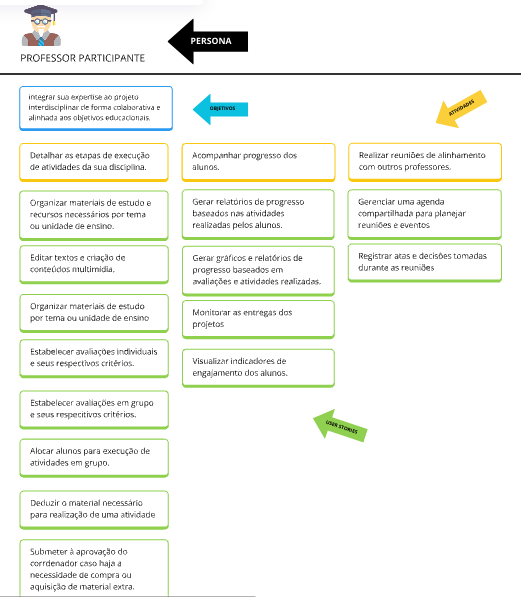 PERSONA
PROFESSOR PARTICIPANTE
integrar sua expertise ao projeto
interdisciplinar de forma colaborativa e
alinhada aos objetivos educacionais.
OBJETIVOS
ATIVIDADES
Detalhar as etapas de execução
de atividades da sua disciplina.
Acompanhar progresso dos
alunos.
Realizar reuniões de alinhamento
com outros professores.
Organizar materiais de estudo e
recursos necessários por tema
ou unidade de ensino.
Gerar relatórios de progresso
baseados nas atividades
realizadas pelos alunos.
Gerenciar uma agenda
compartilhada para planejar
reuniões e eventos
Editar textos e criação de
conteúdos multimídia.
Gerar gráficos e relatórios de
progresso baseados em
avaliações e atividades realizadas.
Registrar atas e decisões tomadas
durante as reuniões
Organizar materiais de estudo
por tema ou unidade de ensino
Monitorar as entregas dos
projetos
Estabelecer avaliações individuais
e seus respectivos critérios.
Visualizar indicadores de
engajamento dos alunos.
Estabelecer avaliações em grupo
e seus respecitivos critérios.
USER STORIES
Alocar alunos para execução de
atividades em grupo.
Deduzir o material necessário
para realização de uma atividade
Submeter à aprovação do
corrdenador caso haja a
necessidade de compra ou
aquisição de material extra.